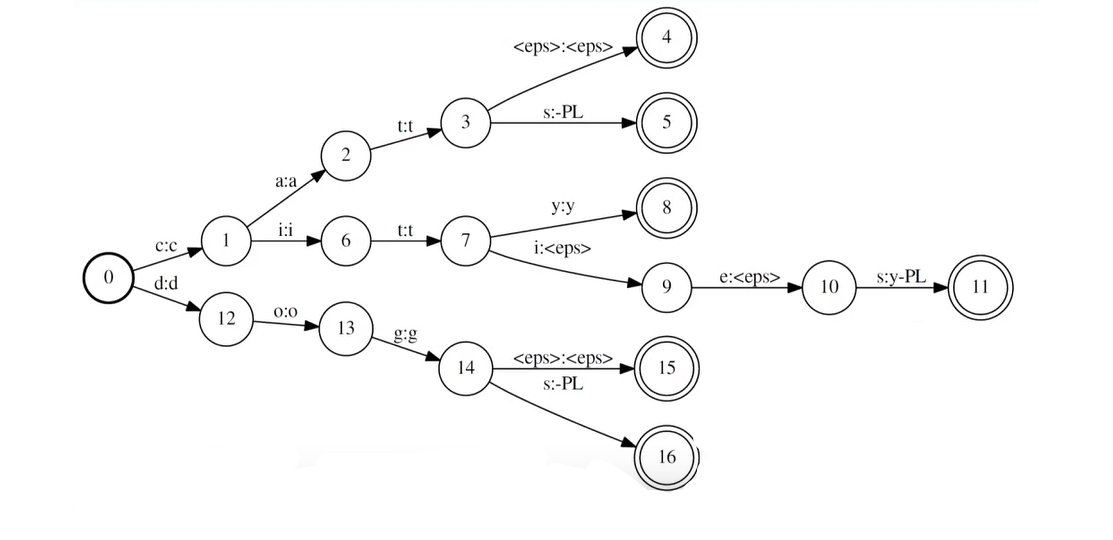 4
<eps>:<eps>
3
s:-PL
5
t:t
2
a:a
y:y
8
c:c
1
i:i
6
t:t
7
i:<eps>
0
d:d
9
e:<eps>
10
s:y-PL
11
12
o:o
13
g:g
14
<eps>:<eps>
15
s:-PL
16